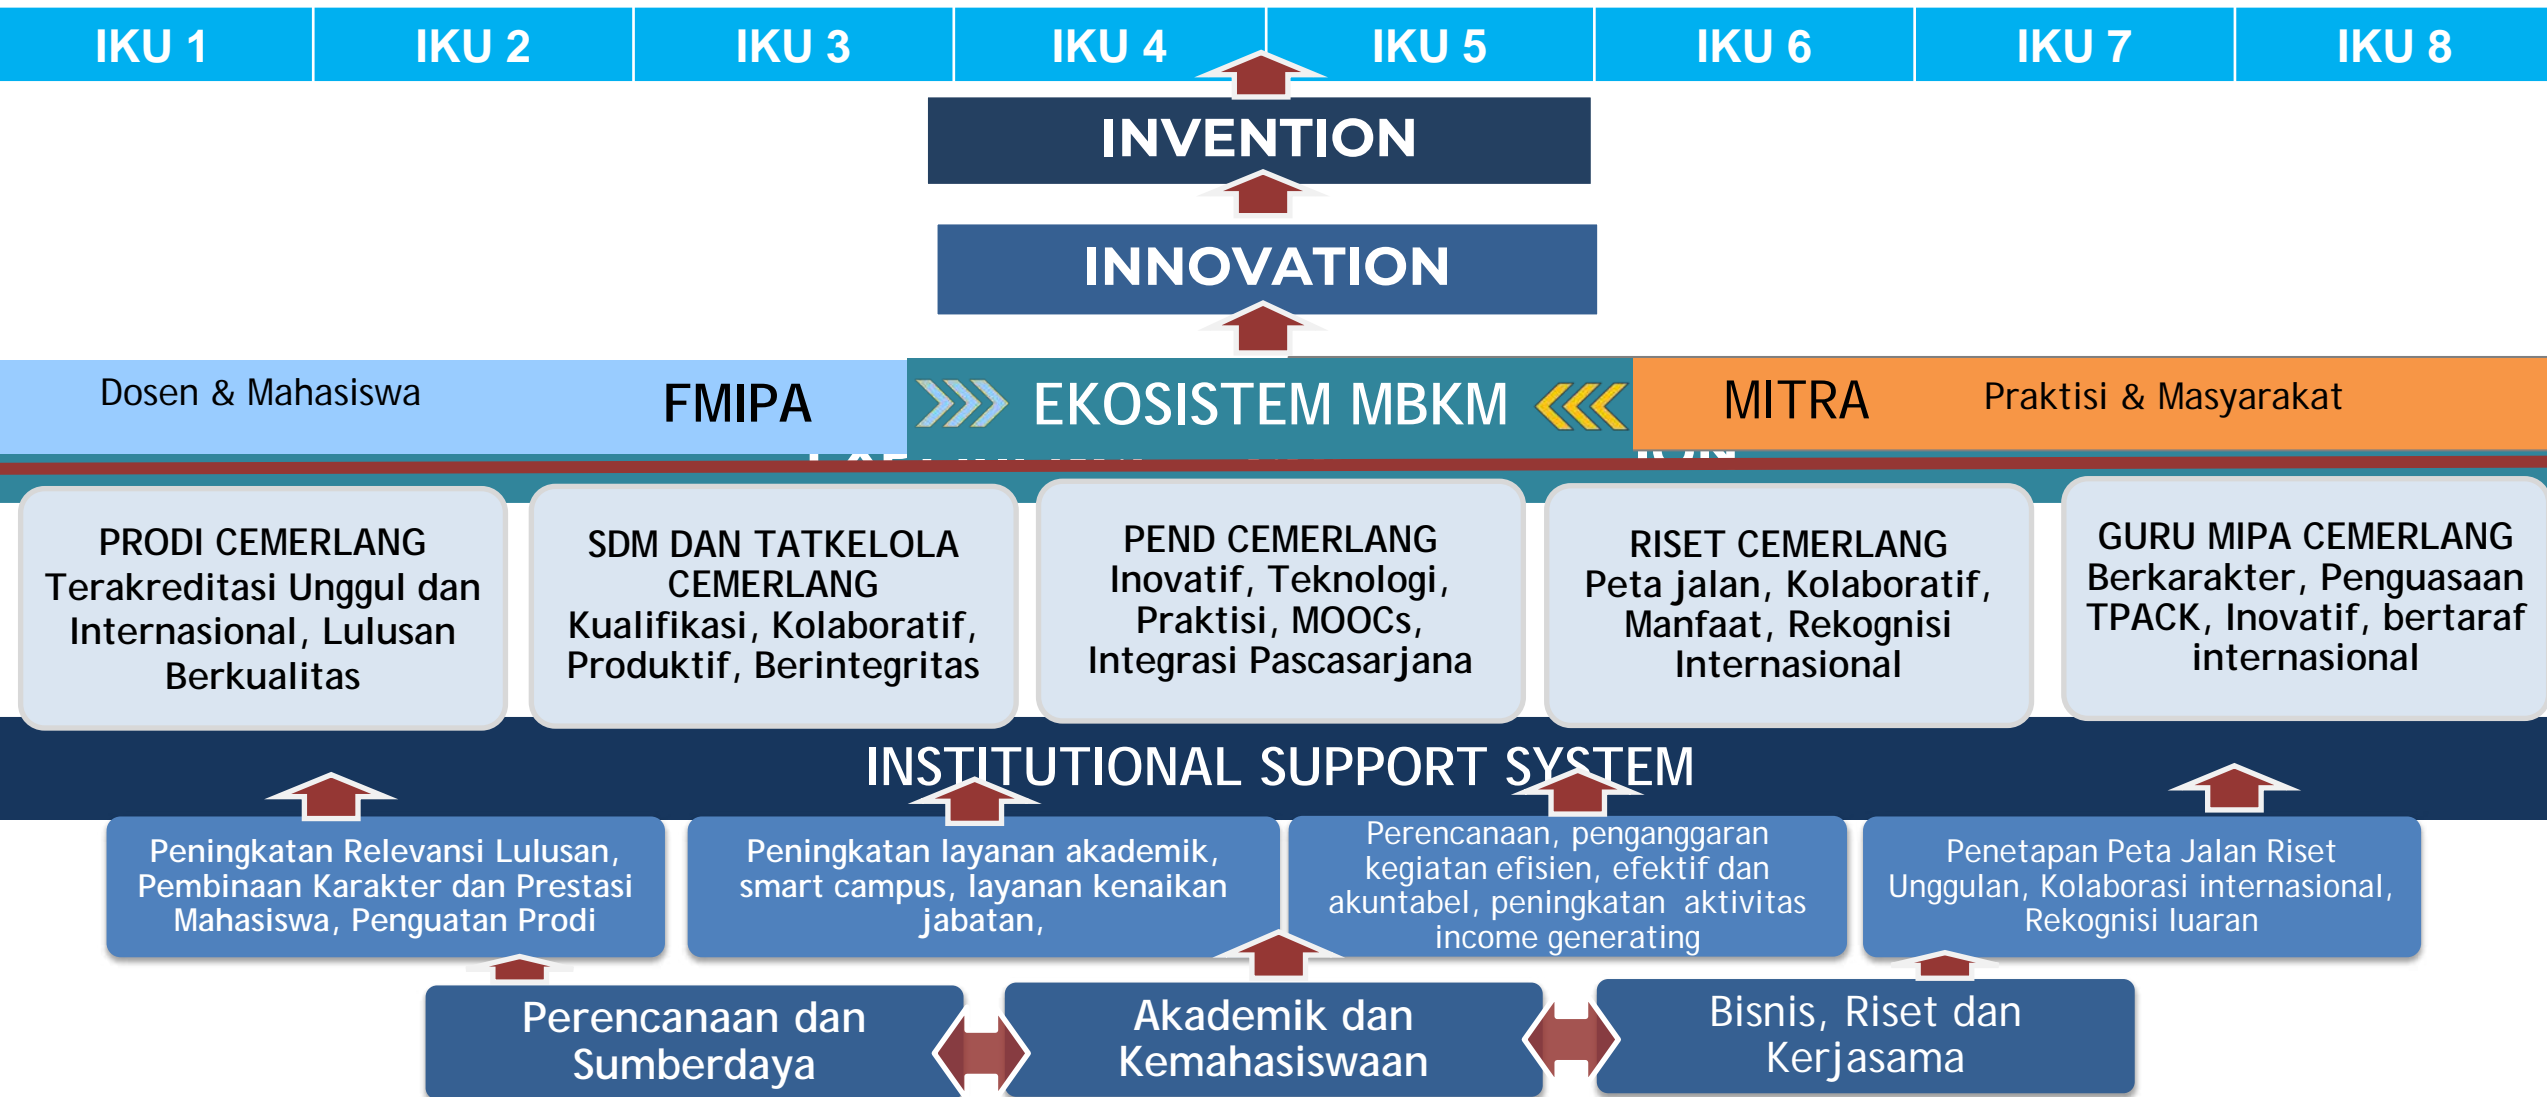 IKU 1 IKU 2 IKU 3 IKU 4 IKU 5 IKU 6 IKU 7 IKU 8
INVENTION
INNOVATION
Dosen & Mahasiswa FMIPA EKOSISTEM MBKM MITRA Praktisi & Masyarakat
PRODI CEMERLANG
Terakreditasi Unggul dan
Internasional, Lulusan
Berkualitas
SDM DAN TATKELOLA
CEMERLANG
Kualifikasi, Kolaboratif,
Produktif, Berintegritas
PEND CEMERLANG
Inovatif, Teknologi,
Praktisi, MOOCs,
Integrasi Pascasarjana
RISET CEMERLANG
Peta jalan, Kolaboratif,
Manfaat, Rekognisi
Internasional
GURU MIPA CEMERLANG
Berkarakter, Penguasaan
TPACK, Inovatif, bertaraf
internasional
INSTITUTIONAL SUPPORT SYSTEM
Peningkatan Relevansi Lulusan,
Pembinaan Karakter dan Prestasi
Mahasiswa, Penguatan Prodi
Peningkatan layanan akademik,
smart campus, layanan kenaikan
jabatan,
Perencanaan, penganggaran
kegiatan efisien, efektif dan
akuntabel, peningkatan aktivitas
income generating
Penetapan Peta Jalan Riset
Unggulan, Kolaborasi internasional,
Rekognisi luaran
Perencanaan dan
Sumberdaya
Akademik dan
Kemahasiswaan
Bisnis, Riset dan
Kerjasama